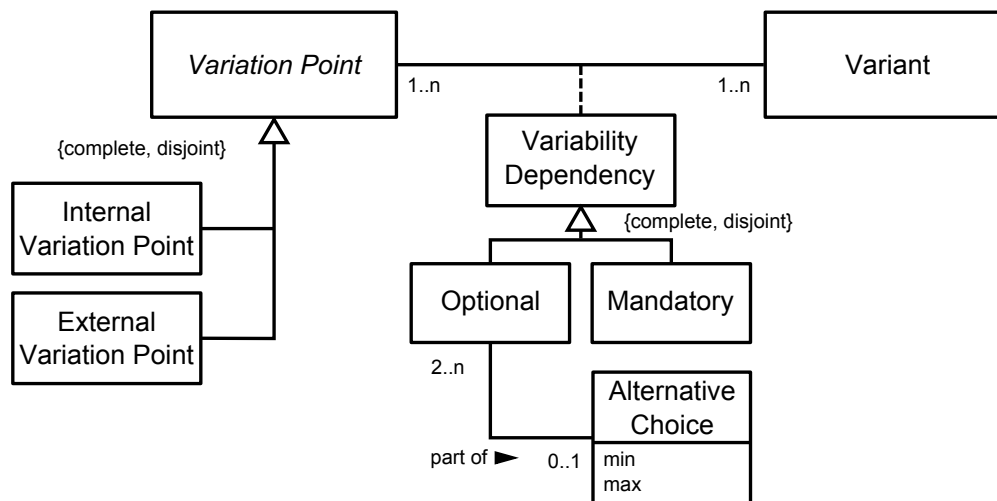 Variation Point
1..n
1..n
Variant
{complete, disjoint}
Variability
Dependency
Internal
Variation Point
{complete, disjoint}
External
Variation Point
Optional
Mandatory
2..n
Alternative
Choice
part of ►
0..1
min
max